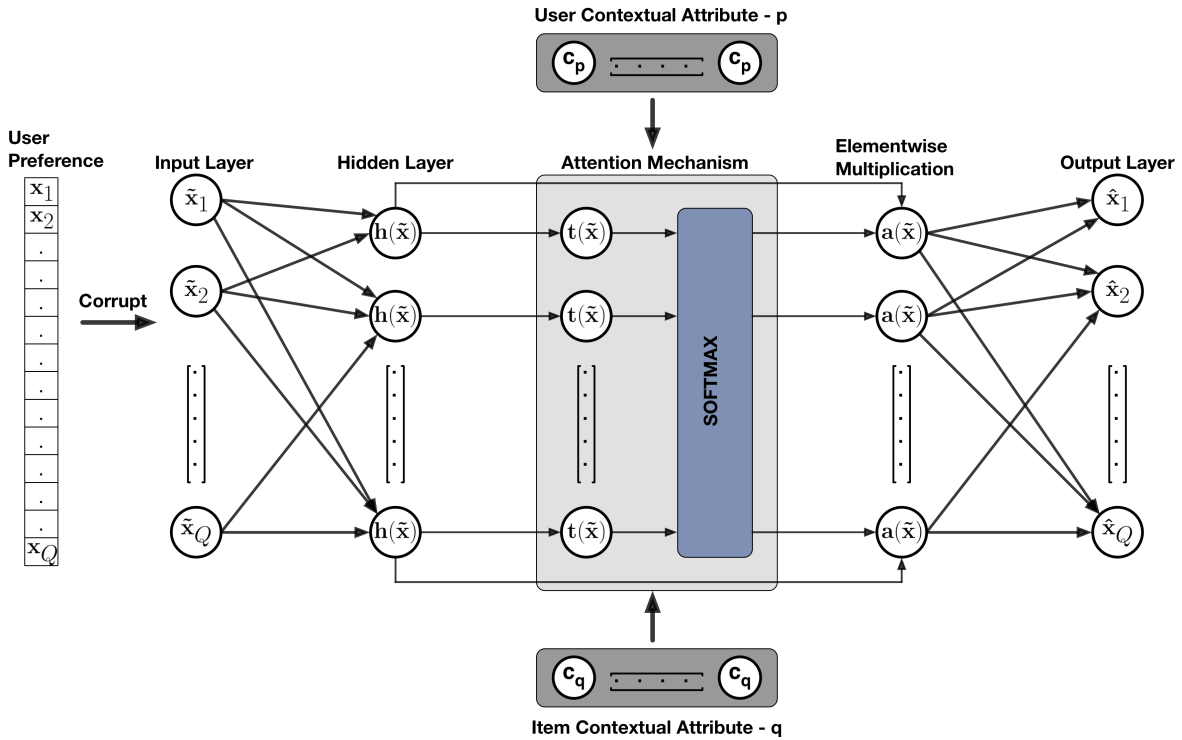 User Contextual Attribute - p
c_p . . . . c_p
User
Preference
Input Layer
Hidden Layer
Attention Mechanism
Elementwise
Multiplication
Output Layer
x_1
x_2
.
.
.
.
.
.
.
.
.
.
.
x_Q
Corrupt
x̃_1
x̃_2
x̃_Q
h(x̃)
h(x̃)
h(x̃)
t(x̃)
t(x̃)
t(x̃)
SOFTMAX
a(x̃)
a(x̃)
a(x̃)
x̂_1
x̂_2
x̂_Q
c_q . . . . c_q
Item Contextual Attribute - q